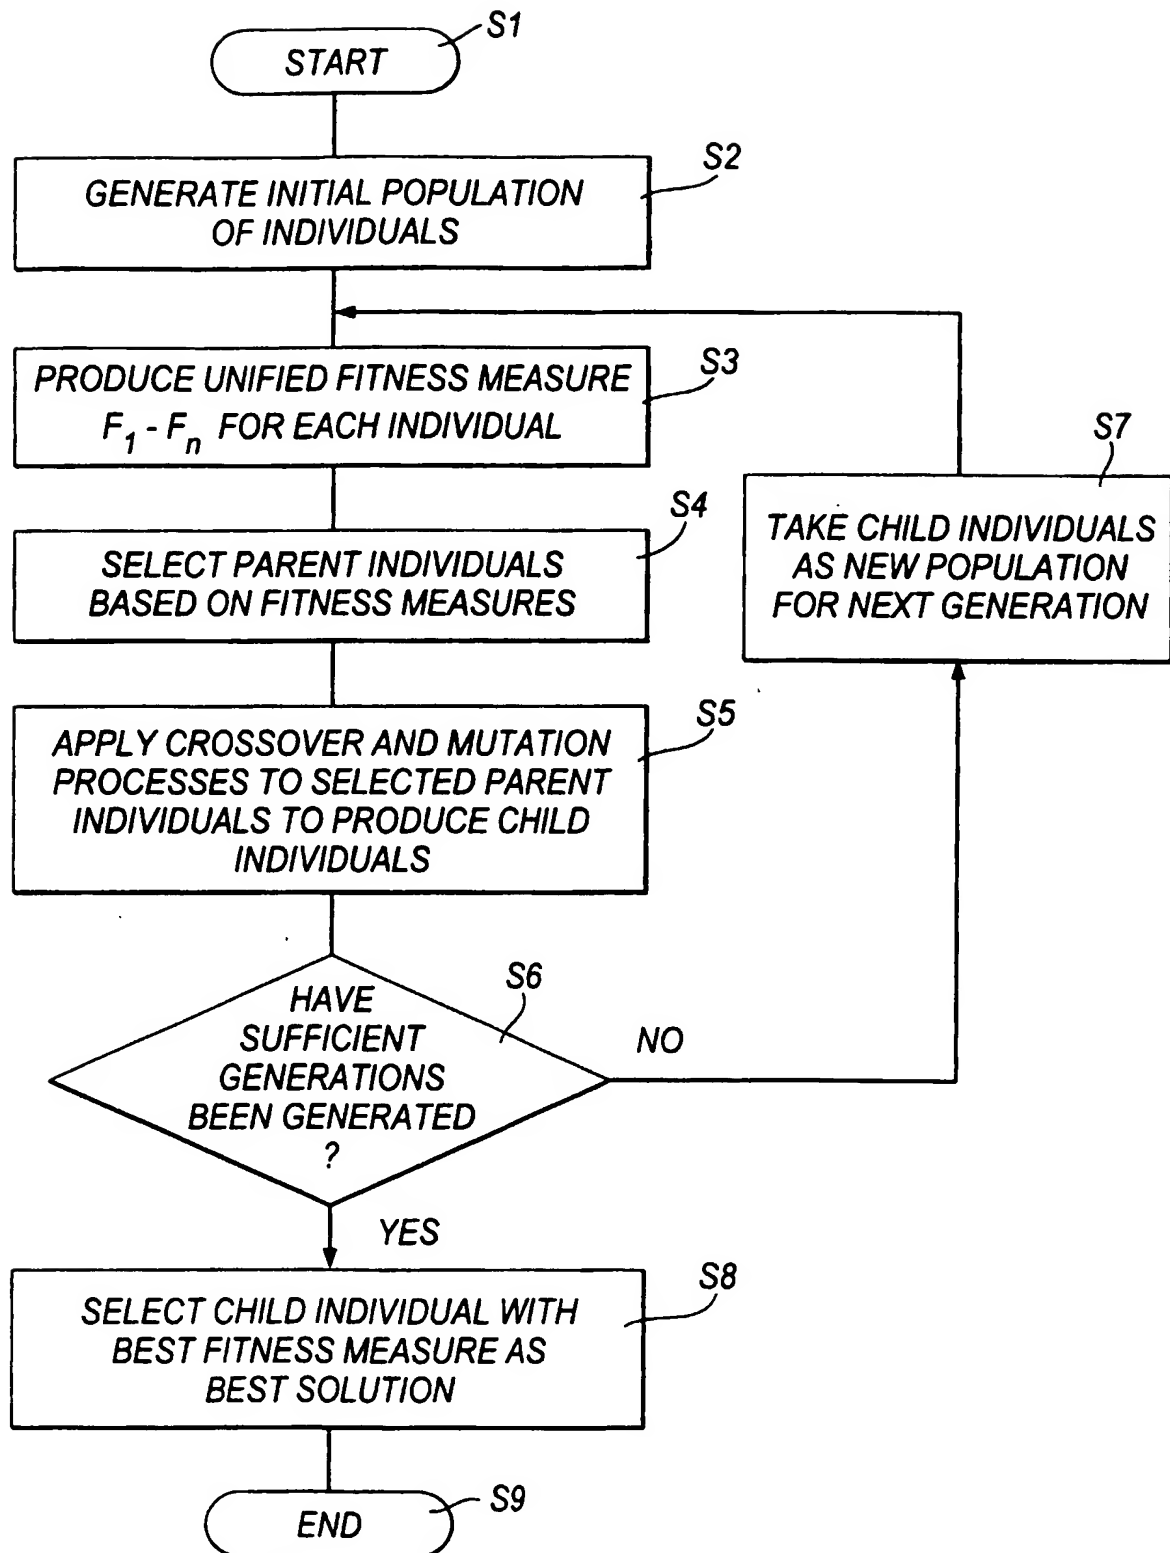 START
S1
GENERATE INITIAL POPULATION
OF INDIVIDUALS
S2
PRODUCE UNIFIED FITNESS MEASURE
F1 - Fn FOR EACH INDIVIDUAL
S3
SELECT PARENT INDIVIDUALS
BASED ON FITNESS MEASURES
S4
TAKE CHILD INDIVIDUALS
AS NEW POPULATION
FOR NEXT GENERATION
S7
APPLY CROSSOVER AND MUTATION
PROCESSES TO SELECTED PARENT
INDIVIDUALS TO PRODUCE CHILD
INDIVIDUALS
S5
HAVE
SUFFICIENT
GENERATIONS
BEEN GENERATED
?
S6
NO
YES
SELECT CHILD INDIVIDUAL WITH
BEST FITNESS MEASURE AS
BEST SOLUTION
S8
END
S9